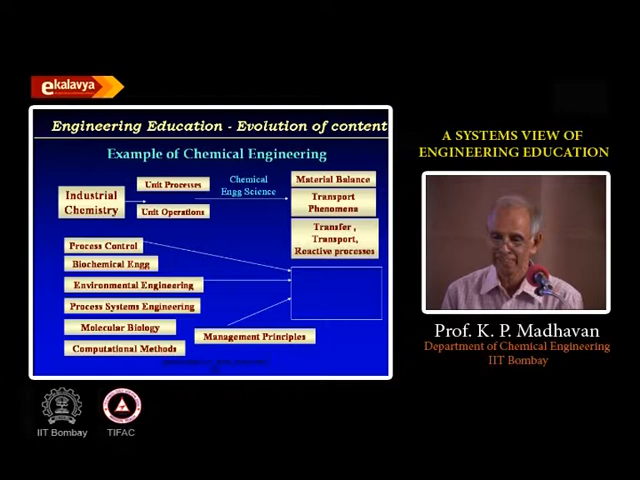 ekalavya
Engineering Education - Evolution of content
Example of Chemical Engineering
Industrial
Chemistry
Unit Processes
Unit Operations
Chemical
Engg Science
Material Balance
Transport
Phenomena
Transfer ,
Transport,
Reactive processes
Process Control
Biochemical Engg
Environmental Engineering
Process Systems Engineering
Molecular Biology
Computational Methods
Management Principles
A SYSTEMS VIEW OF
ENGINEERING EDUCATION
Prof. K. P. Madhavan
Department of Chemical Engineering
IIT Bombay
IIT Bombay
TIFAC